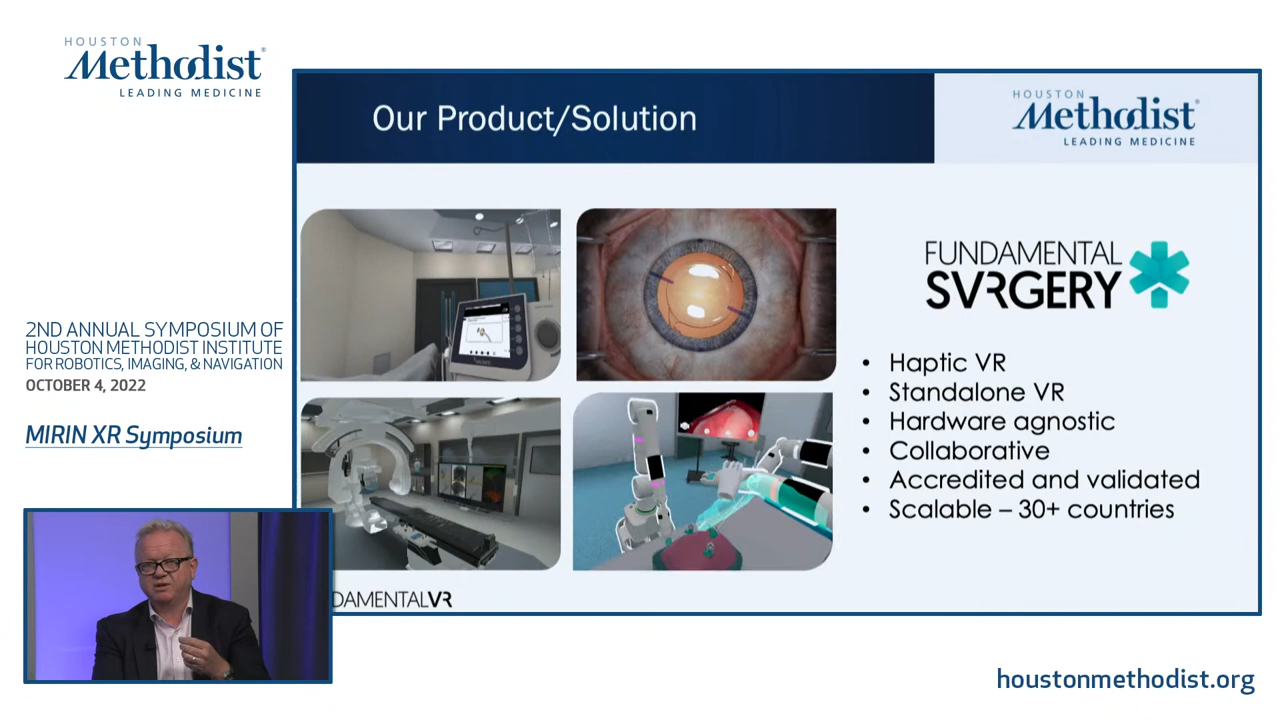 HOUSTON
Methodist®
LEADING MEDICINE
2ND ANNUAL SYMPOSIUM OF
HOUSTON METHODIST INSTITUTE
FOR ROBOTICS, IMAGING, & NAVIGATION
OCTOBER 4, 2022
MIRIN XR Symposium
Our Product/Solution
HOUSTON
Methodist®
LEADING MEDICINE
FUNDAMENTAL
SVRGERY
• Haptic VR
• Standalone VR
• Hardware agnostic
• Collaborative
• Accredited and validated
• Scalable – 30+ countries
DAMENTALVR
houstonmethodist.org